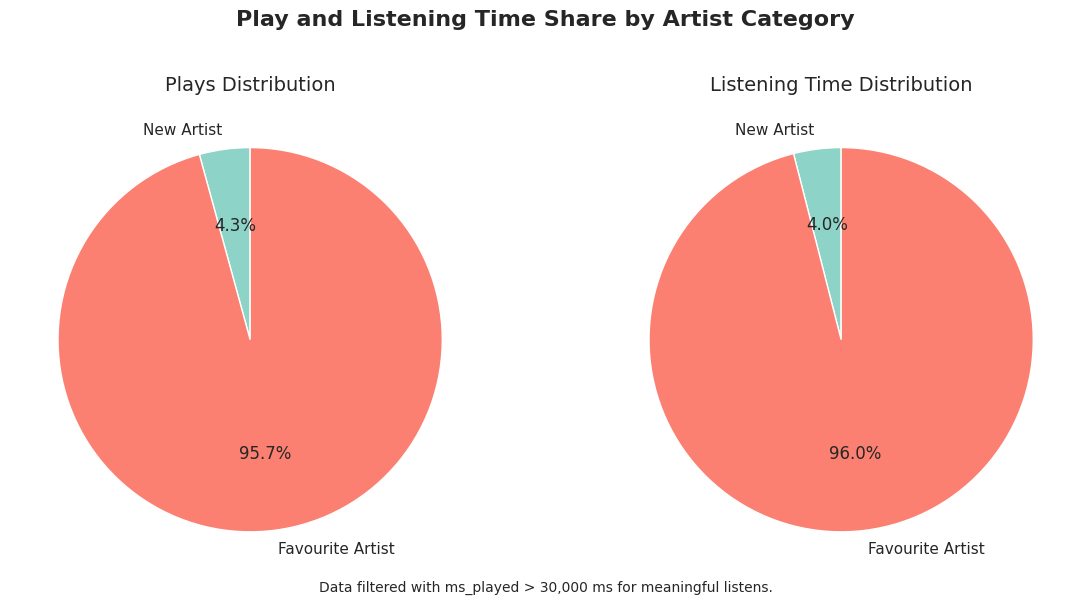 Play and Listening Time Share by Artist Category
Plays Distribution
New Artist
4.3%
95.7%
Favourite Artist
Listening Time Distribution
New Artist
4.0%
96.0%
Favourite Artist
Data filtered with ms_played > 30,000 ms for meaningful listens.